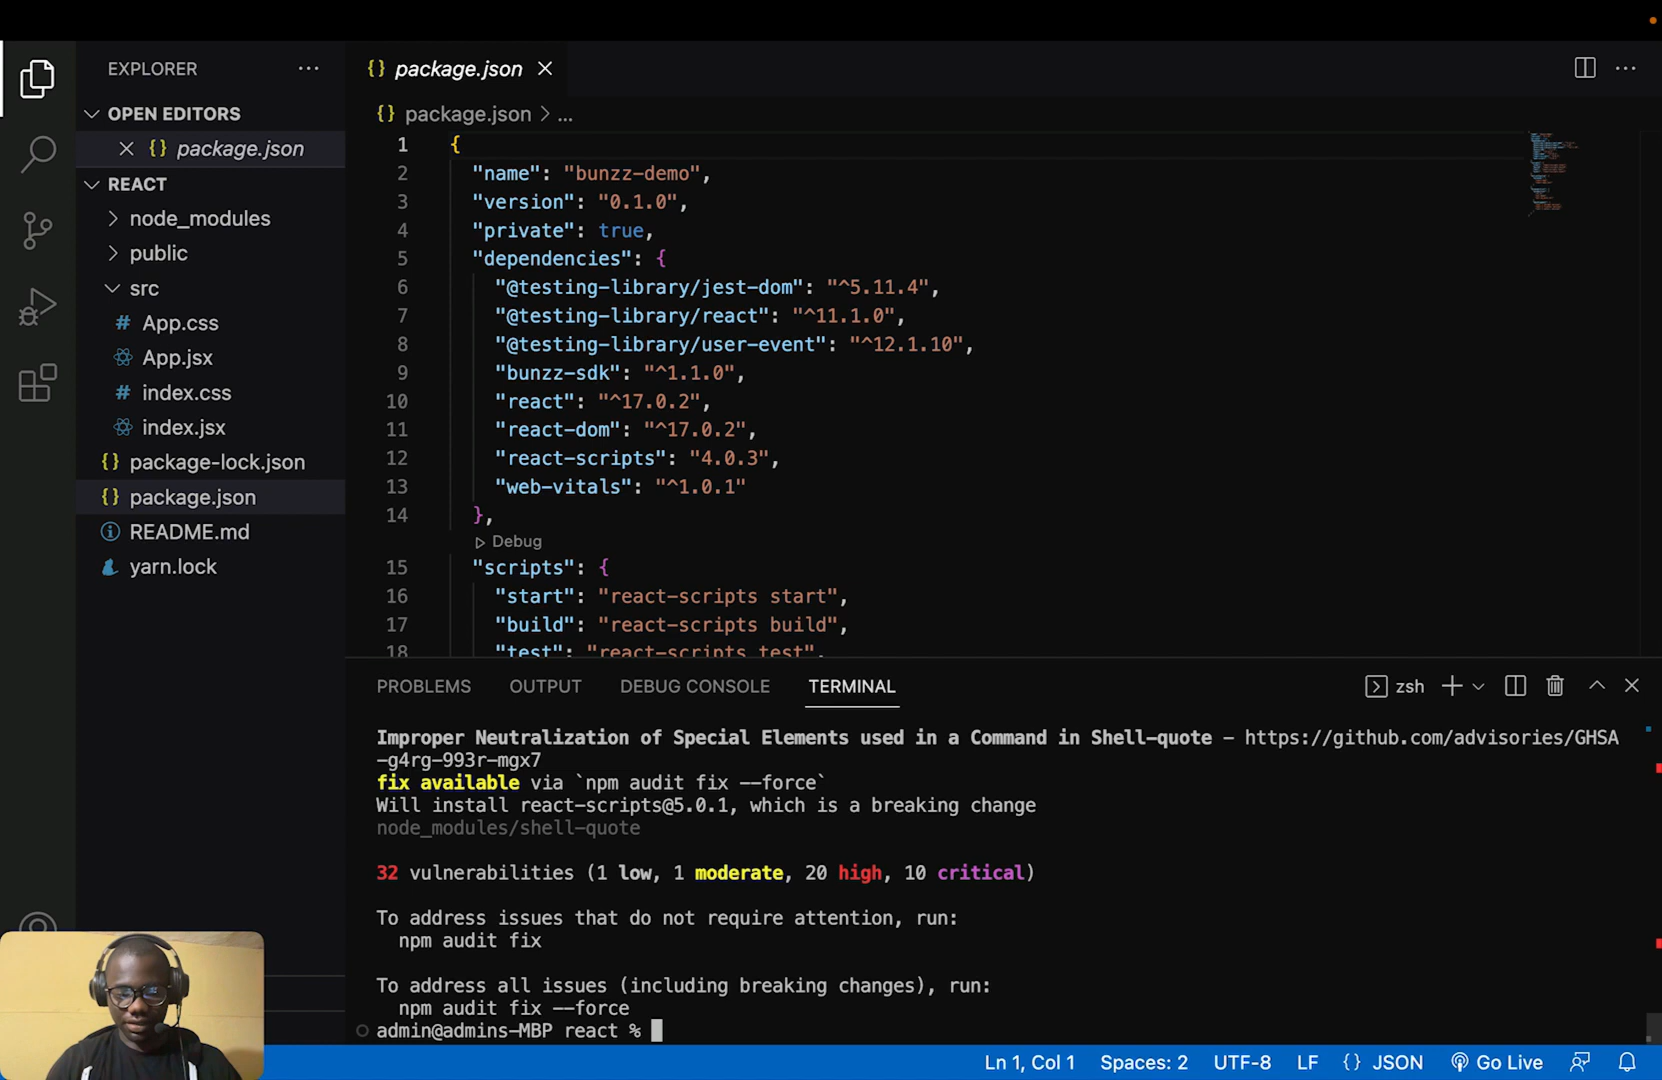 EXPLORER
OPEN EDITORS
package.json
REACT
node_modules
public
src
App.css
App.jsx
index.css
index.jsx
package-lock.json
package.json
README.md
yarn.lock
package.json
package.json > ...
1 {
2 "name": "bunzz-demo",
3 "version": "0.1.0",
4 "private": true,
5 "dependencies": {
6 "@testing-library/jest-dom": "^5.11.4",
7 "@testing-library/react": "^11.1.0",
8 "@testing-library/user-event": "^12.1.10",
9 "bunzz-sdk": "^1.1.0",
10 "react": "^17.0.2",
11 "react-dom": "^17.0.2",
12 "react-scripts": "4.0.3",
13 "web-vitals": "^1.0.1"
14 },
Debug
15 "scripts": {
16 "start": "react-scripts start",
17 "build": "react-scripts build",
18 "test": "react-scripts test",
PROBLEMS OUTPUT DEBUG CONSOLE TERMINAL zsh
Improper Neutralization of Special Elements used in a Command in Shell-quote - https://github.com/advisories/GHSA
-g4rg-993r-mgx7
fix available via `npm audit fix --force`
Will install react-scripts@5.0.1, which is a breaking change
node_modules/shell-quote
32 vulnerabilities (1 low, 1 moderate, 20 high, 10 critical)
To address issues that do not require attention, run:
npm audit fix
To address all issues (including breaking changes), run:
npm audit fix --force
admin@admins-MBP react %
Ln 1, Col 1 Spaces: 2 UTF-8 LF {} JSON Go Live